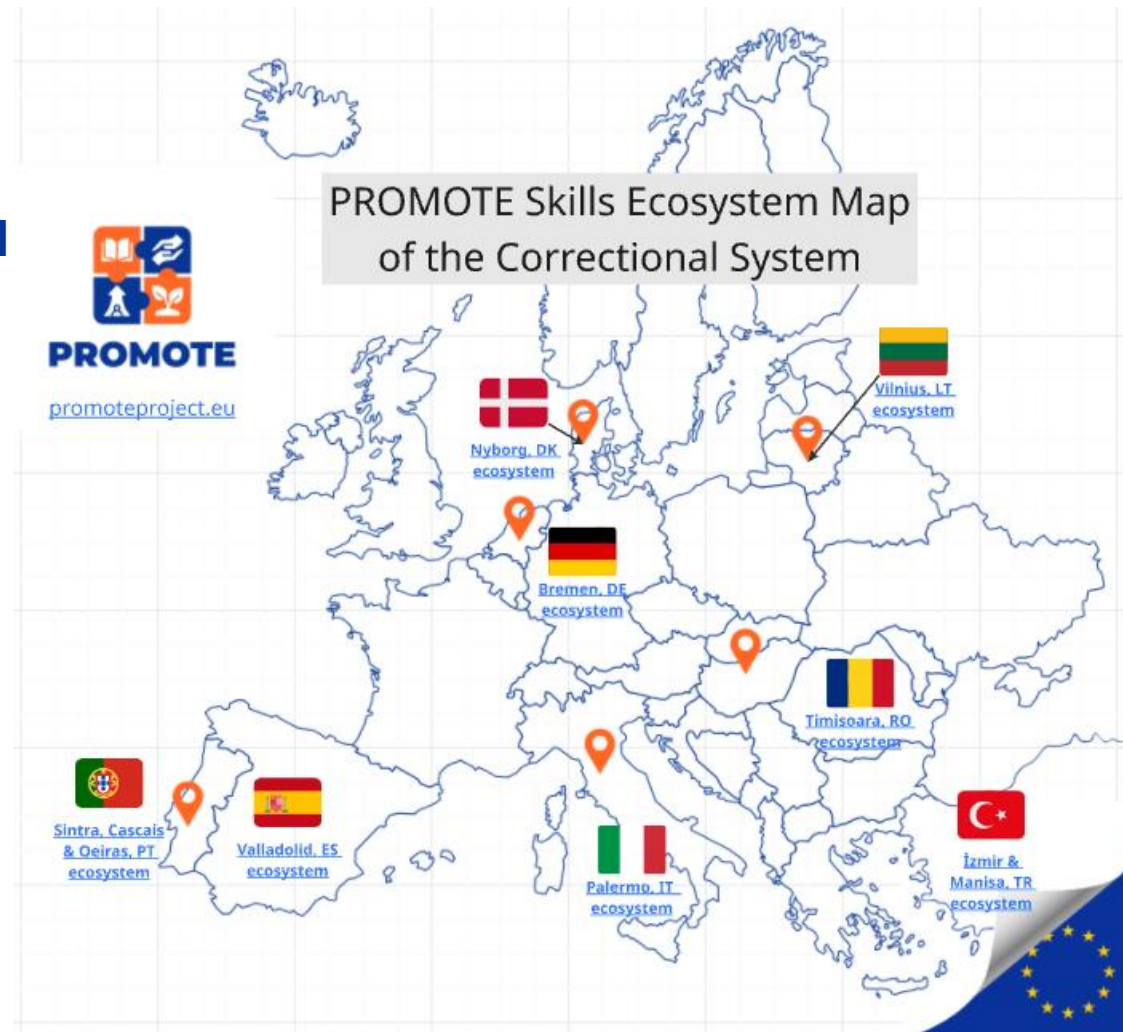 PROMOTE Skills Ecosystem Map
of the Correctional System
PROMOTE
promoteproject.eu
Vilnius, LT
ecosystem
Nyborg, DK
ecosystem
Bremen, DE
ecosystem
Timisoara, RO
ecosystem
Sintra, Cascais
& Oeiras, PT
ecosystem
Valladolid, ES
ecosystem
Palermo, IT
ecosystem
İzmir &
Manisa, TR
ecosystem